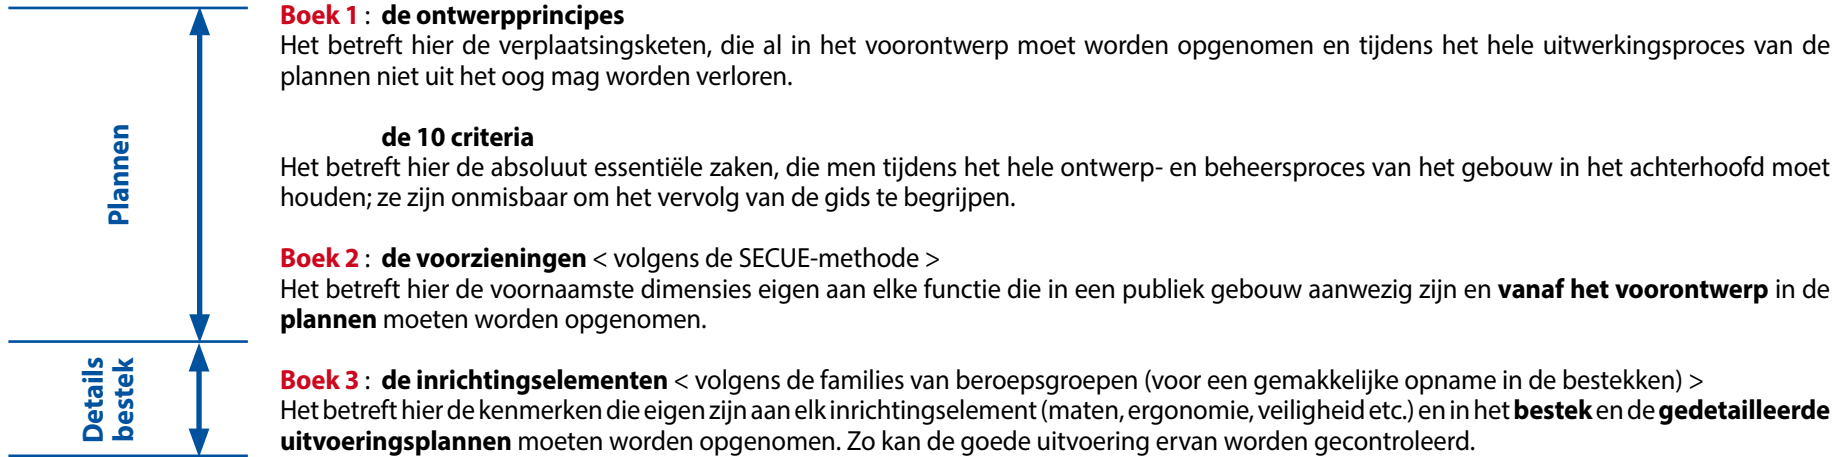 Plannen
Boek 1 : de ontwerpprincipes
Het betreft hier de verplaatsingsketen, die al in het voorontwerp moet worden opgenomen en tijdens het hele uitwerkingsproces van de
plannen niet uit het oog mag worden verloren.
de 10 criteria
Het betreft hier de absoluut essentiële zaken, die men tijdens het hele ontwerp- en beheersproces van het gebouw in het achterhoofd moet
houden; ze zijn onmisbaar om het vervolg van de gids te begrijpen.
Boek 2 : de voorzieningen < volgens de SECUE-methode >
Het betreft hier de voornaamste dimensies eigen aan elke functie die in een publiek gebouw aanwezig zijn en vanaf het voorontwerp in de
plannen moeten worden opgenomen.
Details
bestek
Boek 3 : de inrichtingselementen < volgens de families van beroepsgroepen (voor een gemakkelijke opname in de bestekken) >
Het betreft hier de kenmerken die eigen zijn aan elk inrichtingselement (maten, ergonomie, veiligheid etc.) en in het bestek en de gedetailleerde
uitvoeringsplannen moeten worden opgenomen. Zo kan de goede uitvoering ervan worden gecontroleerd.